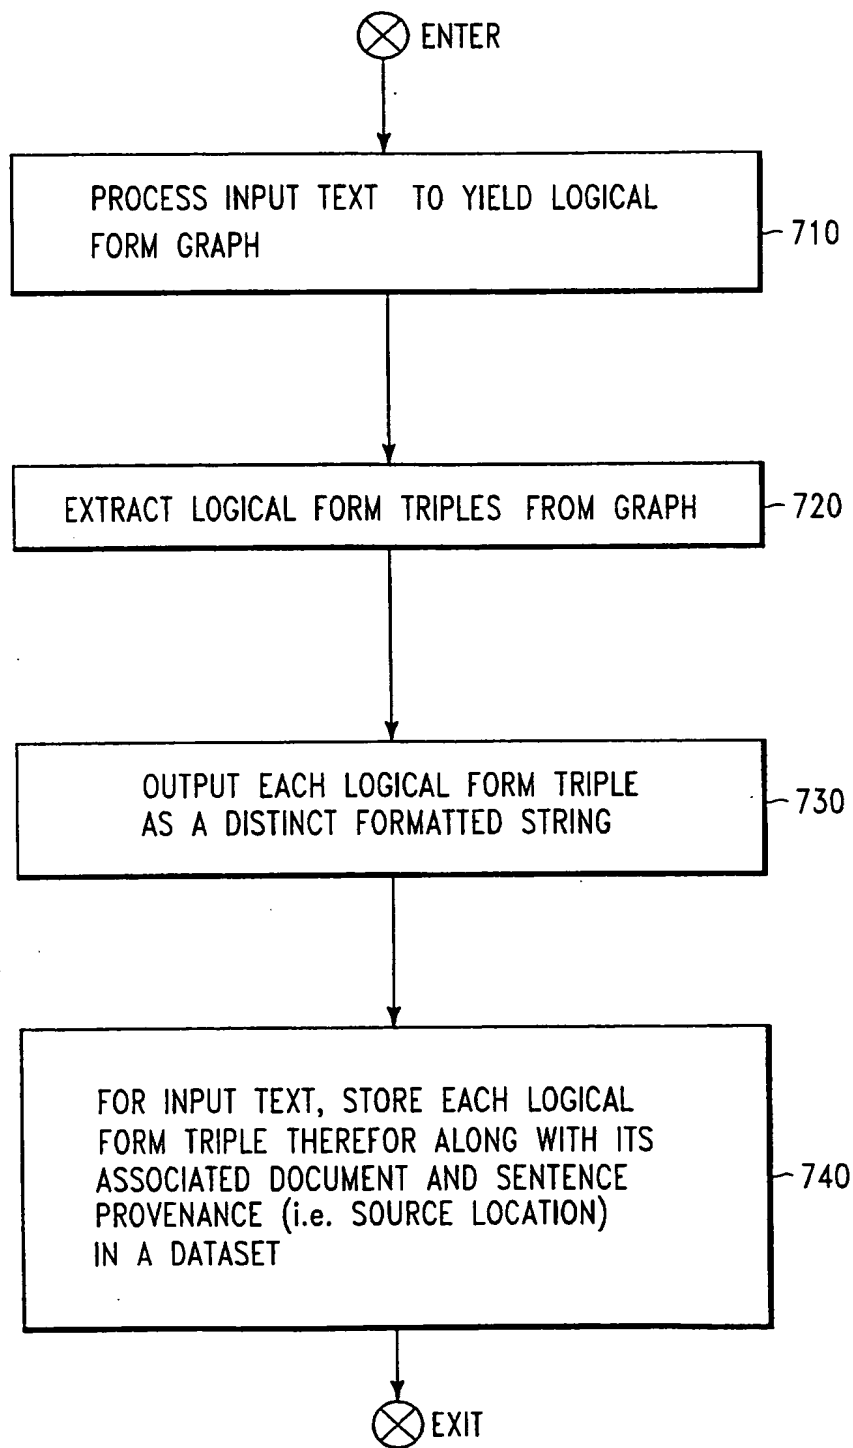 ENTER
PROCESS INPUT TEXT TO YIELD LOGICAL
FORM GRAPH
710
EXTRACT LOGICAL FORM TRIPLES FROM GRAPH
720
OUTPUT EACH LOGICAL FORM TRIPLE
AS A DISTINCT FORMATTED STRING
730
FOR INPUT TEXT, STORE EACH LOGICAL
FORM TRIPLE THEREFOR ALONG WITH ITS
ASSOCIATED DOCUMENT AND SENTENCE
PROVENANCE (i.e. SOURCE LOCATION)
IN A DATASET
740
EXIT